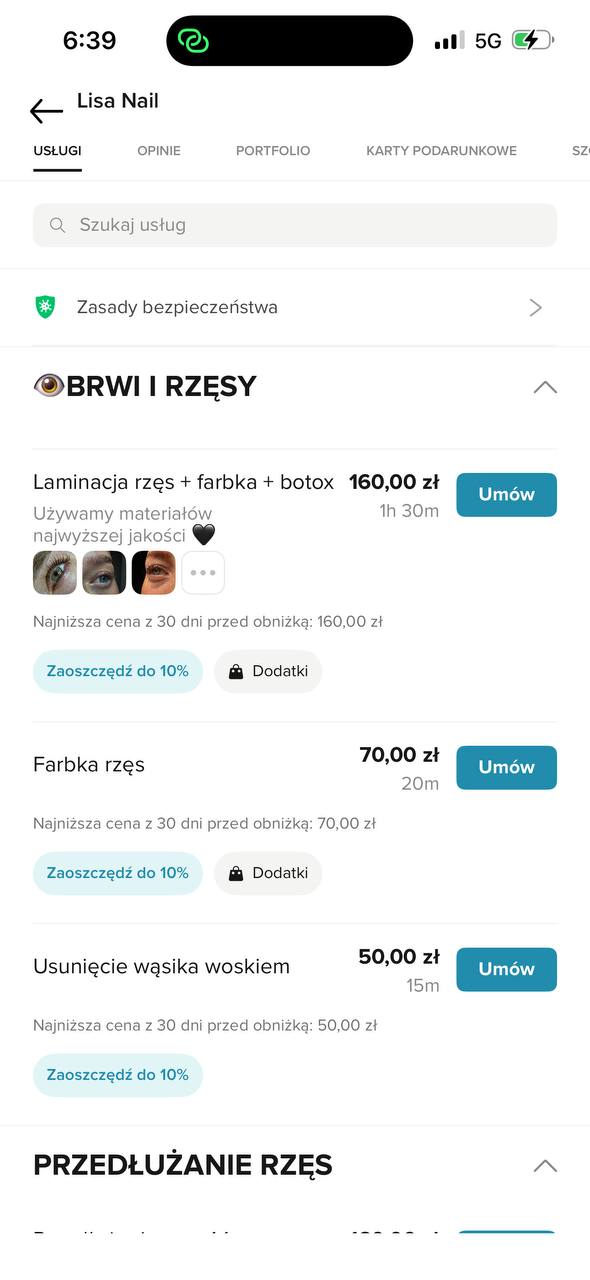 6:39
5G
Lisa Nail
USŁUGI OPINIE PORTFOLIO KARTY PODARUNKOWE
Szukaj usług
Zasady bezpieczeństwa
BRWI I RZĘSY
Laminacja rzęs + farbka + botox 160,00 zł Umów
Używamy materiałów 1h 30m
najwyższej jakości 🖤
Najniższa cena z 30 dni przed obniżką: 160,00 zł
Zaoszczędź do 10% Dodatki
Farbka rzęs 70,00 zł Umów
20m
Najniższa cena z 30 dni przed obniżką: 70,00 zł
Zaoszczędź do 10% Dodatki
Usunięcie wąsika woskiem 50,00 zł Umów
15m
Najniższa cena z 30 dni przed obniżką: 50,00 zł
Zaoszczędź do 10%
PRZEDŁUŻANIE RZĘS